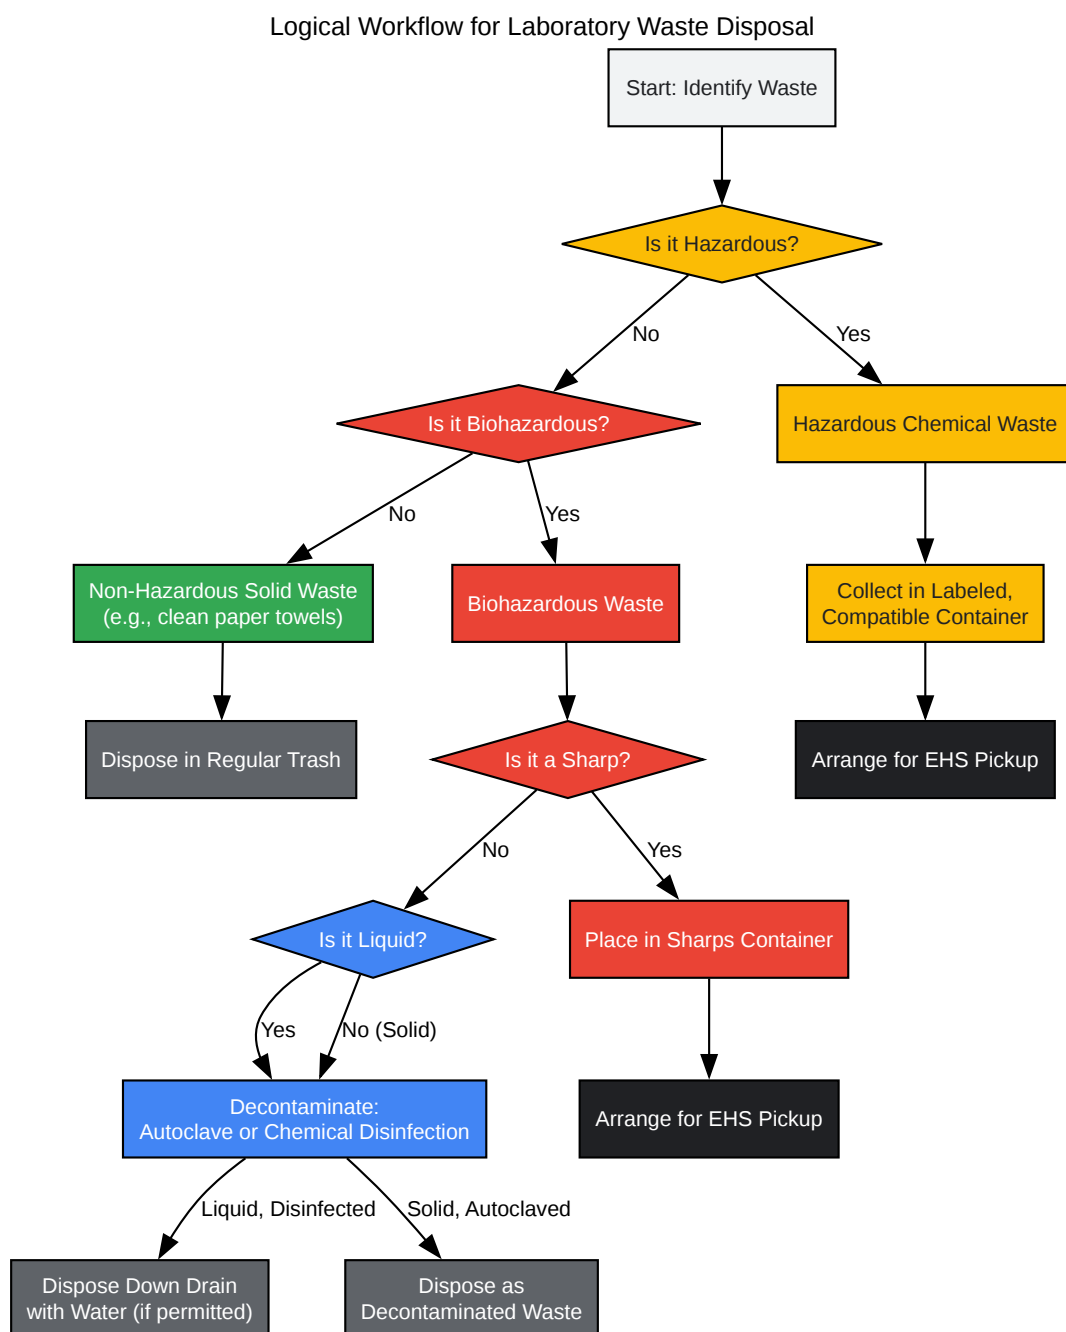 Logical Workflow for Laboratory Waste Disposal
Start: Identify Waste
Is it Hazardous?
No
Yes
Is it Biohazardous?
Hazardous Chemical Waste
No
Yes
Non-Hazardous Solid Waste
(e.g., clean paper towels)
Biohazardous Waste
Collect in Labeled,
Compatible Container
Dispose in Regular Trash
Is it a Sharp?
Arrange for EHS Pickup
No
Yes
Is it Liquid?
Place in Sharps Container
Yes
No (Solid)
Decontaminate:
Autoclave or Chemical Disinfection
Arrange for EHS Pickup
Liquid, Disinfected
Solid, Autoclaved
Dispose Down Drain
with Water (if permitted)
Dispose as
Decontaminated Waste